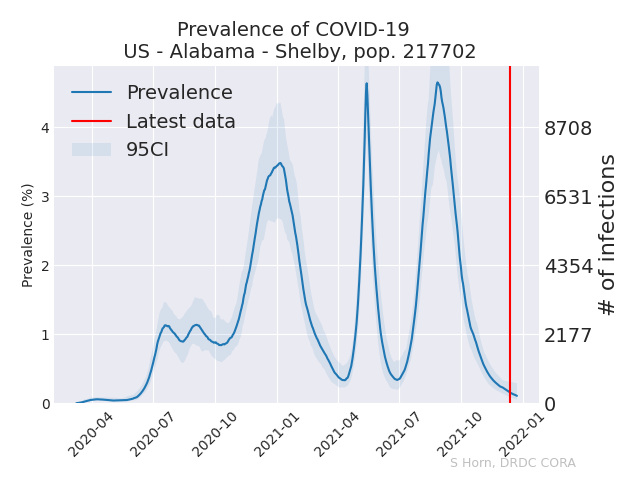 Prevalence of COVID-19
US - Alabama - Shelby, pop. 217702
Prevalence
Latest data
95CI
Prevalence (%)
4
3
2
1
0
8708
6531
4354
2177
0
# of infections
2020-04
2020-07
2020-10
2021-01
2021-04
2021-07
2021-10
2022-01
S Horn, DRDC CORA